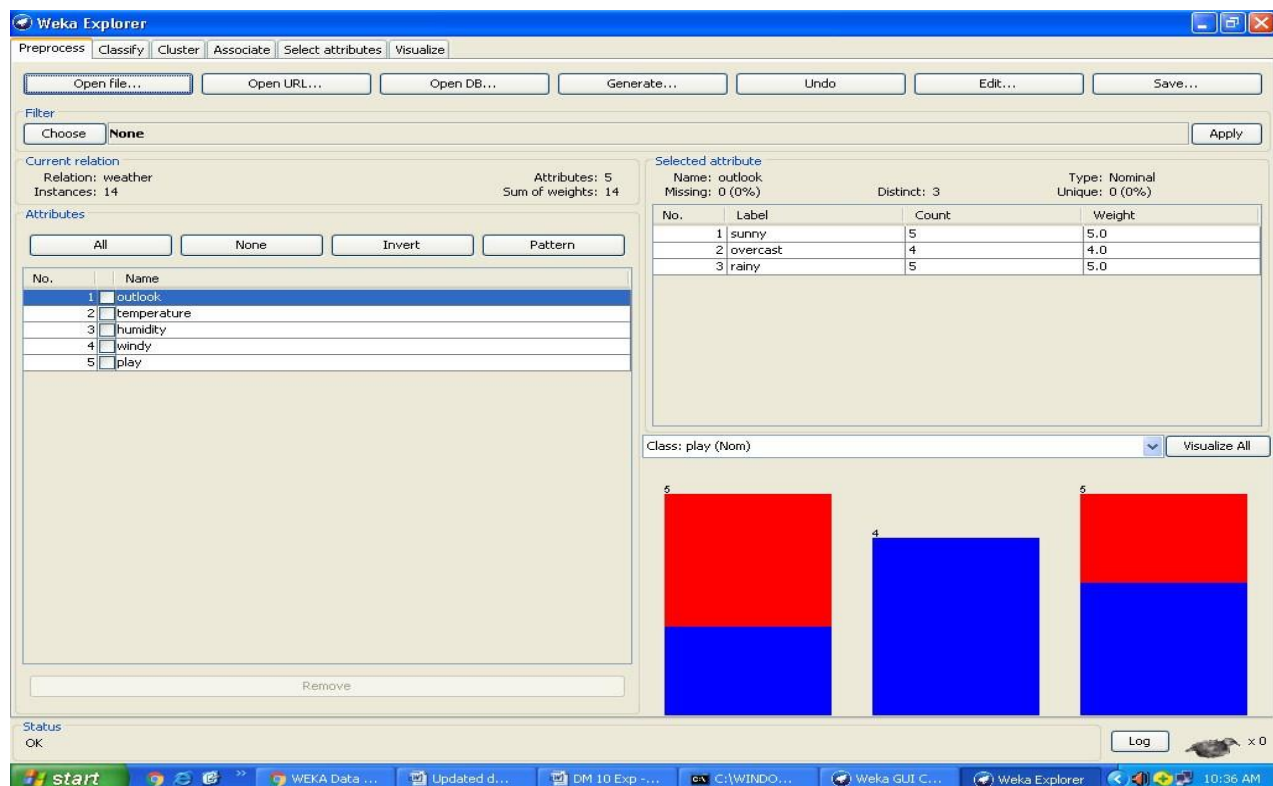 Weka Explorer
Preprocess Classify Cluster Associate Select attributes Visualize
Open file... Open URL... Open DB... Generate... Undo Edit... Save...
Filter
Choose None Apply
Current relation
Relation: weather Attributes: 5
Instances: 14 Sum of weights: 14
Attributes
All None Invert Pattern
No. Name
1 outlook
2 temperature
3 humidity
4 windy
5 play
Remove
Selected attribute
Name: outlook Type: Nominal
Missing: 0 (0%) Distinct: 3 Unique: 0 (0%)
No. Label Count Weight
1 sunny 5 5.0
2 overcast 4 4.0
3 rainy 5 5.0
Class: play (Nom) Visualize All
5 4 5
Status
OK Log x 0
start » WEKA Data ... Updated d... DM 10 Exp -... C:\WINDO... Weka GUI C... Weka Explorer 10:36 AM